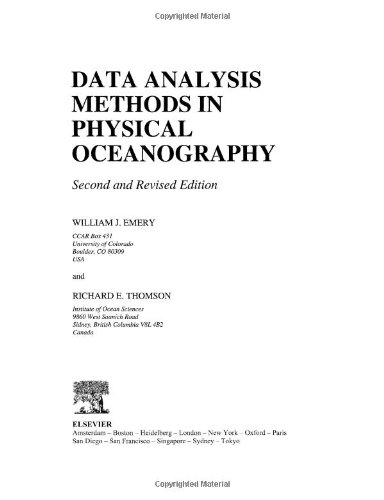 Copyrighted Material
DATA ANALYSIS
METHODS IN
PHYSICAL
OCEANOGRAPHY
Second and Revised Edition
WILLIAM J. EMERY
CCAR Box 431
University of Colorado
Boulder, CO 80309
USA
and
RICHARD E. THOMSON
Institute of Ocean Sciences
9860 West Saanich Road
Sidney, British Columbia V8L 4B2
Canada
ELSEVIER
Amsterdam – Boston – Heidelberg – London – New York – Oxford – Paris
San Diego – San Francisco – Singapore – Sydney – Tokyo
Copyrighted Material